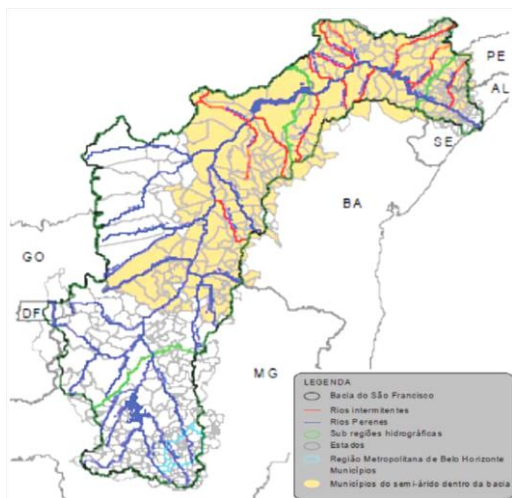 PE
AL
SE
BA
GO
DF
MG
LEGENDA
Bacia do São Francisco
Rios intermitentes
Rios Perenes
Sub regiões hidrográficas
Estados
Região Metropolitana de Belo Horizonte
Municípios
Municípios do semi-árido dentro da bacia